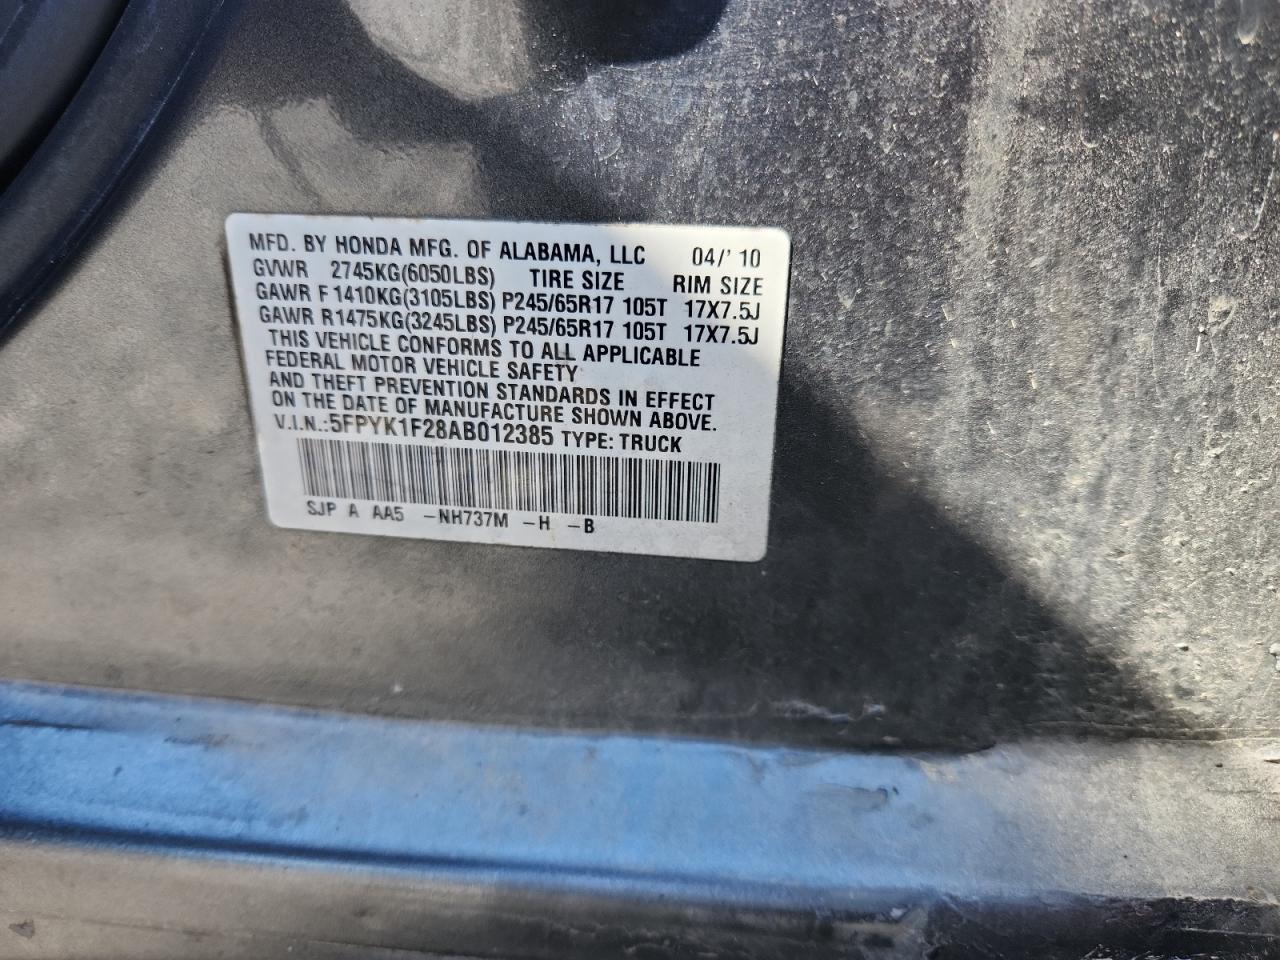 MFD. BY HONDA MFG. OF ALABAMA, LLC 04/' 10
GVWR 2745KG(6050LBS) TIRE SIZE RIM SIZE
GAWR F 1410KG(3105LBS) P245/65R17 105T 17X7.5J
GAWR R1475KG(3245LBS) P245/65R17 105T 17X7.5J
THIS VEHICLE CONFORMS TO ALL APPLICABLE
FEDERAL MOTOR VEHICLE SAFETY
AND THEFT PREVENTION STANDARDS IN EFFECT
ON THE DATE OF MANUFACTURE SHOWN ABOVE.
V.I.N.:5FPYK1F28AB012385 TYPE: TRUCK
SJP A AA5 -NH737M -H -B